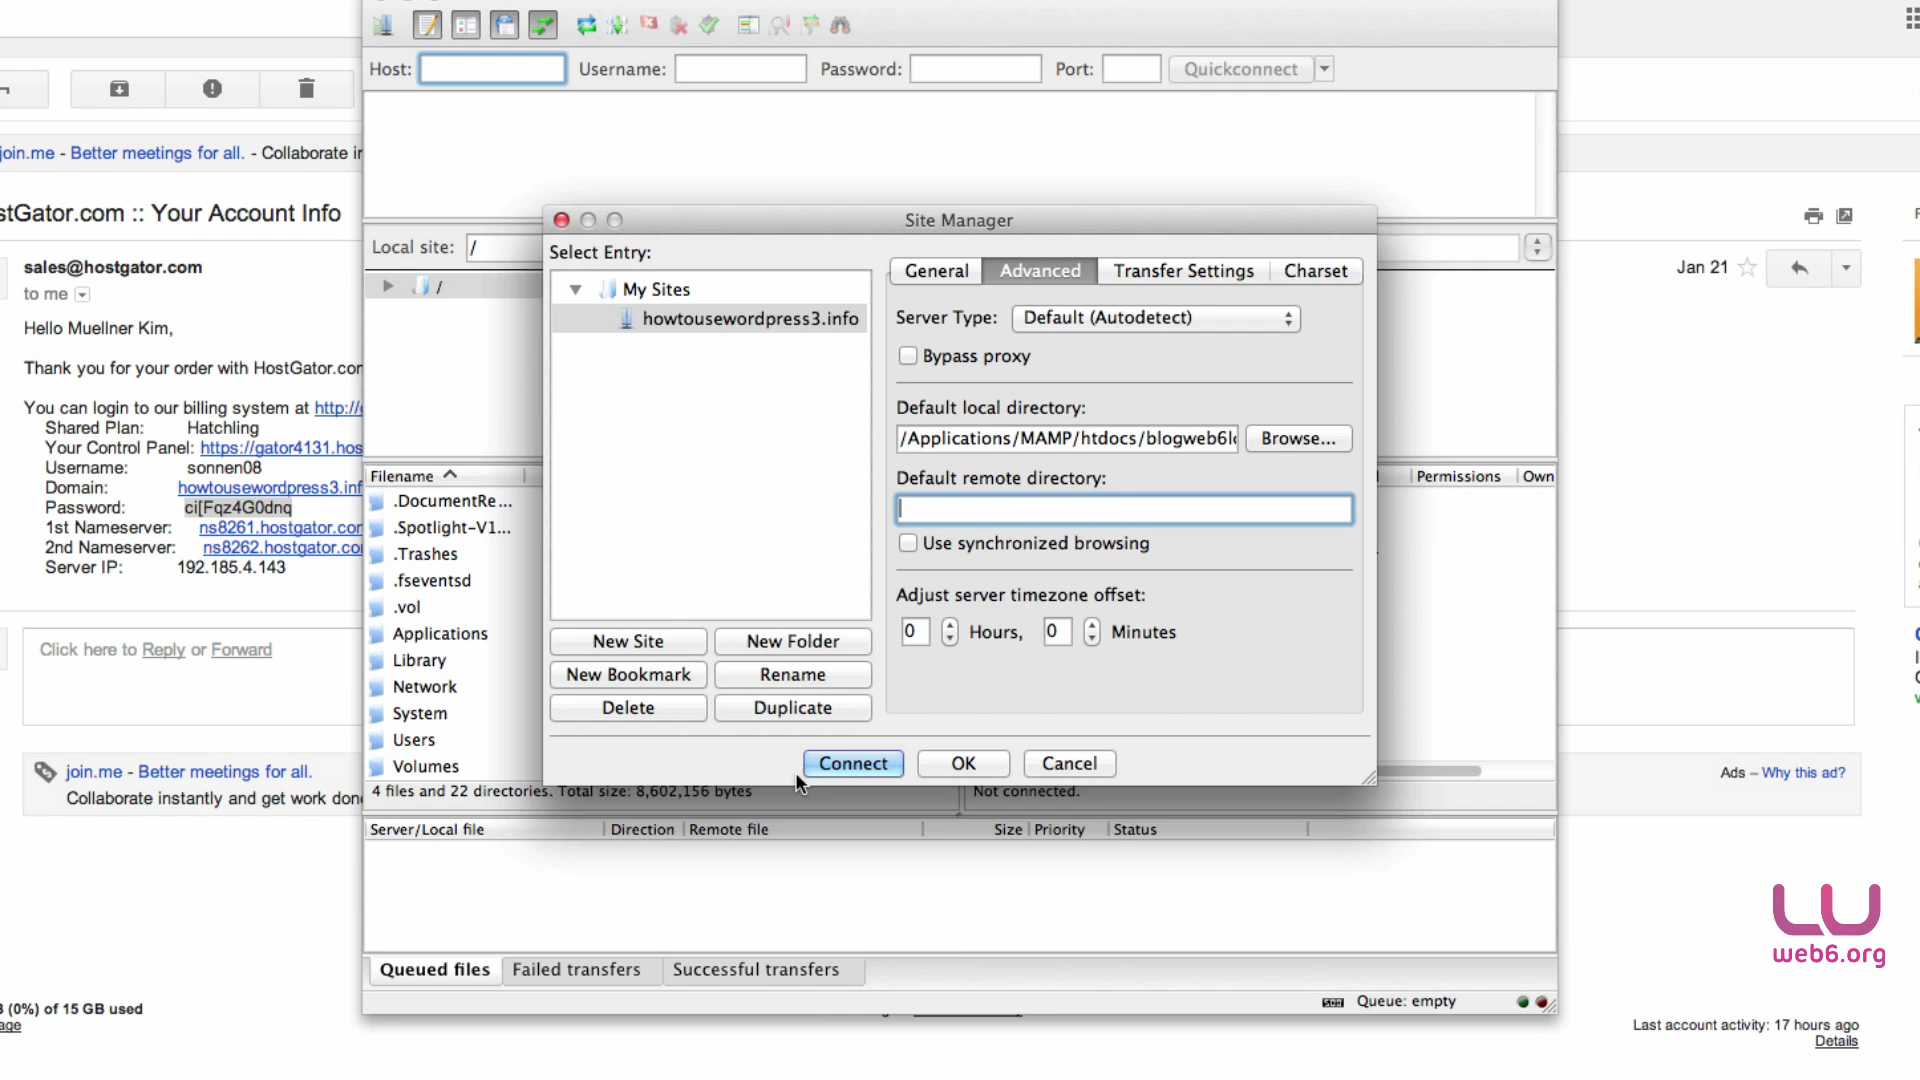 Host:
Username:
Password:
Port:
Quickconnect
join.me - Better meetings for all. - Collaborate in
stGator.com :: Your Account Info
sales@hostgator.com
to me
Jan 21
Hello Muellner Kim,
Thank you for your order with HostGator.com
You can login to our billing system at http://
Shared Plan: Hatchling
Your Control Panel: https://gator4131.hos
Username: sonnen08
Domain: howtousewordpress3.inf
Password: ci[Fqz4G0dnq
1st Nameserver: ns8261.hostgator.com
2nd Nameserver: ns8262.hostgator.co
Server IP: 192.185.4.143
Click here to Reply or Forward
join.me - Better meetings for all.
Collaborate instantly and get work done
Ads – Why this ad?
(0%) of 15 GB used
Last account activity: 17 hours ago
Details
Local site: /
/
Filename
.DocumentRe...
.Spotlight-V1...
.Trashes
.fseventsd
.vol
Applications
Library
Network
System
Users
Volumes
4 files and 22 directories. Total size: 8,602,156 bytes
Not connected.
Permissions
Own
Site Manager
Select Entry:
My Sites
howtousewordpress3.info
New Site
New Folder
New Bookmark
Rename
Delete
Duplicate
General
Advanced
Transfer Settings
Charset
Server Type: Default (Autodetect)
Bypass proxy
Default local directory:
/Applications/MAMP/htdocs/blogweb6l
Browse...
Default remote directory:
Use synchronized browsing
Adjust server timezone offset:
0 Hours, 0 Minutes
Connect
OK
Cancel
Server/Local file
Direction
Remote file
Size
Priority
Status
Queued files
Failed transfers
Successful transfers
Queue: empty
web6.org